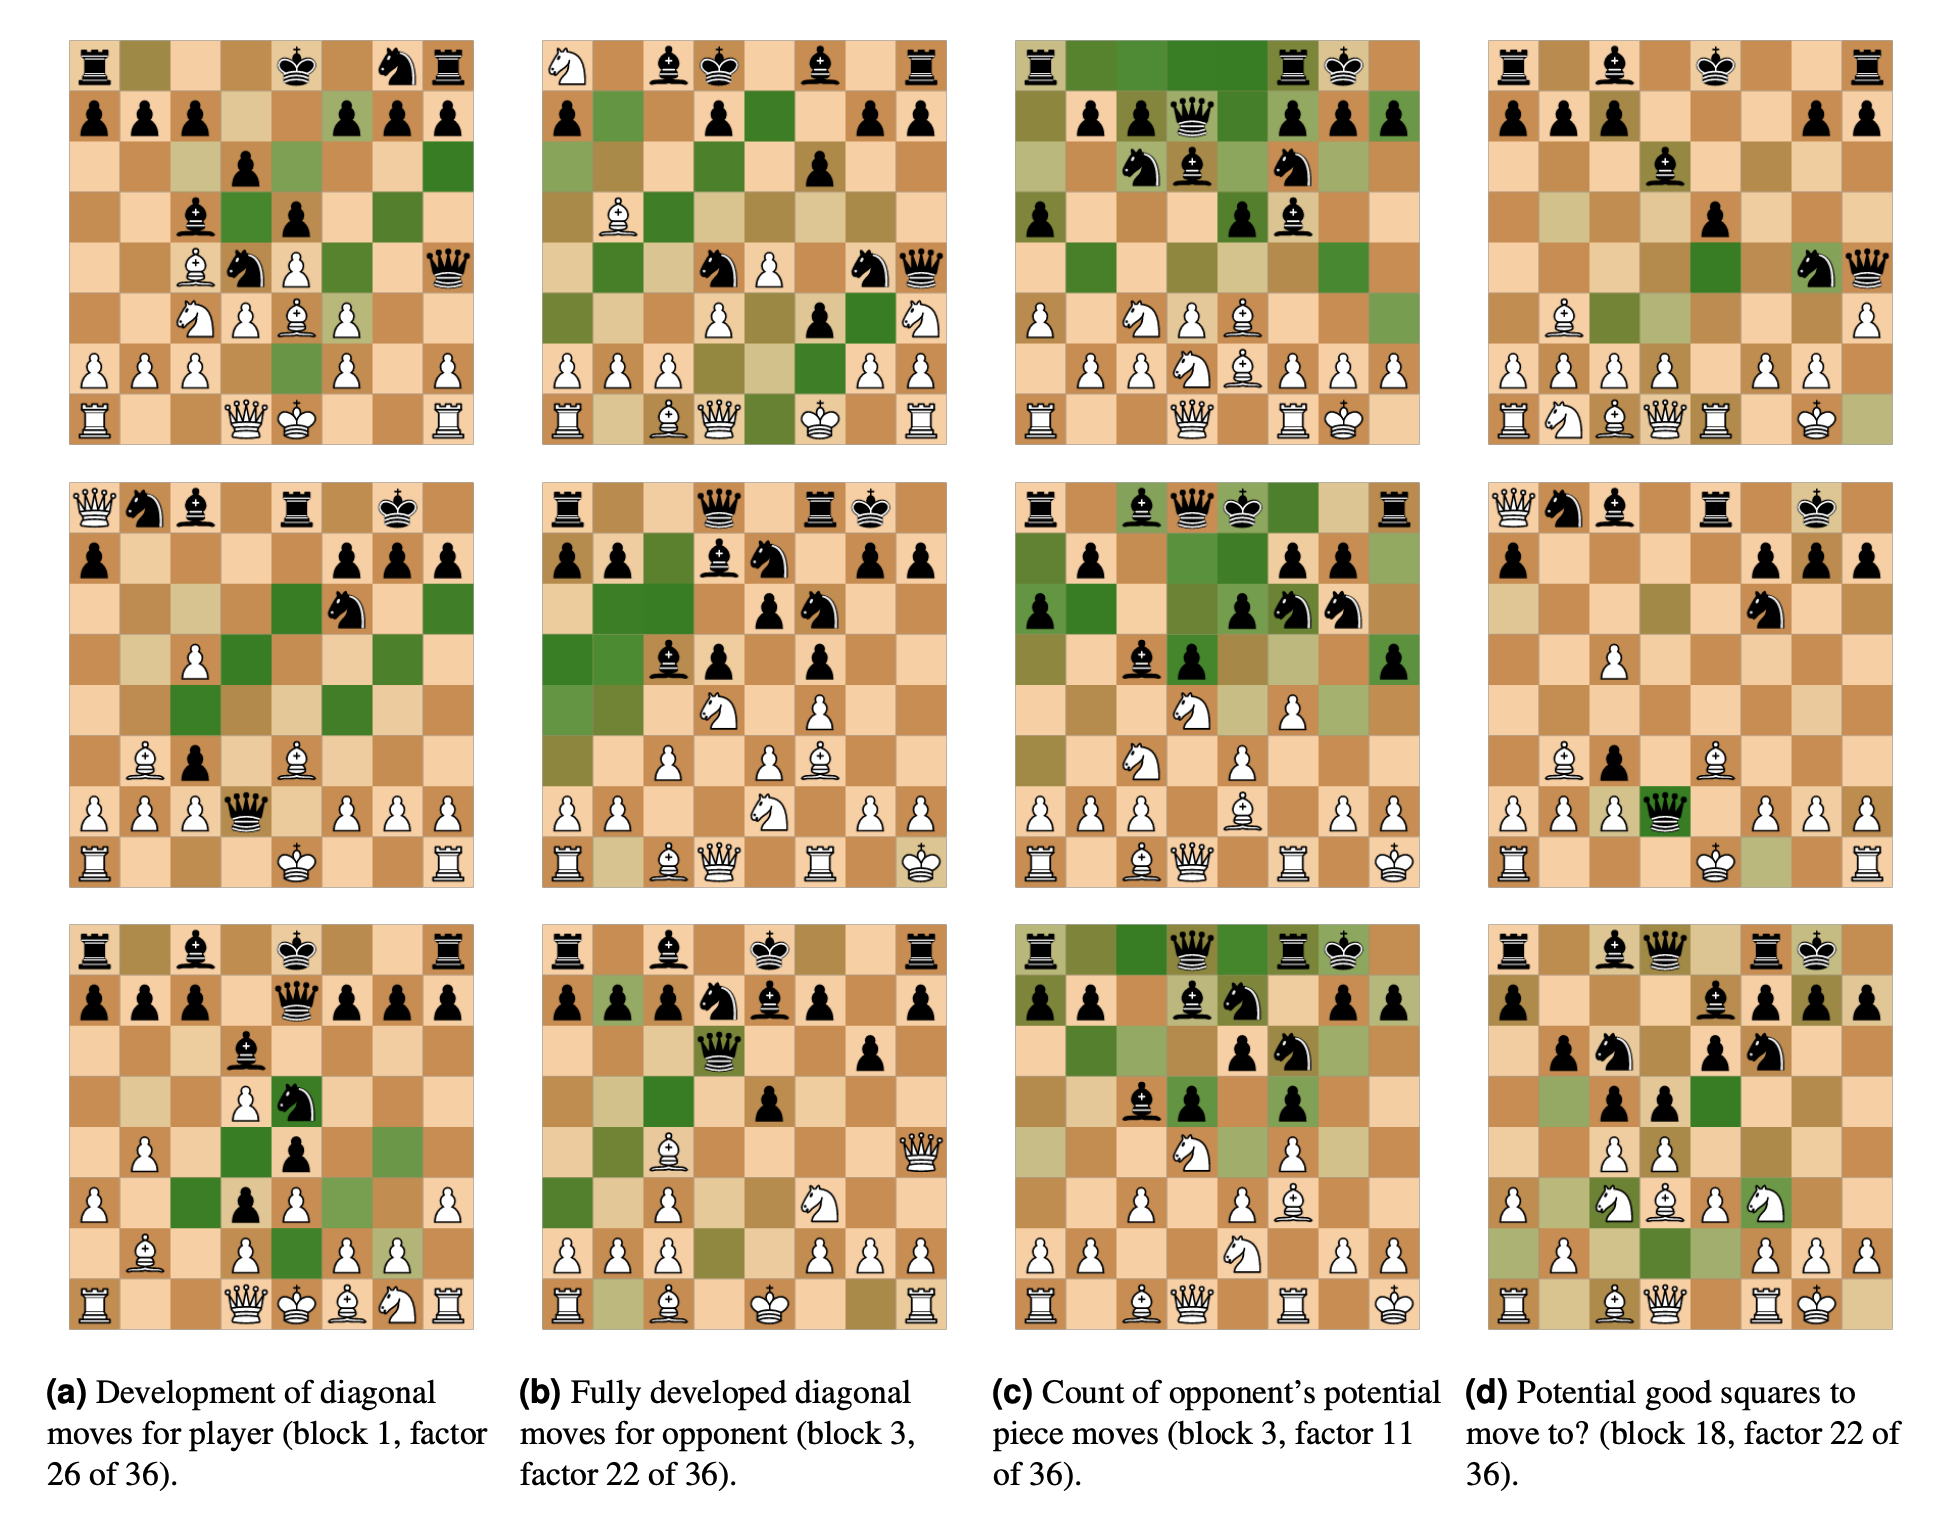 (a) Development of diagonal
moves for player (block 1, factor
26 of 36).
(b) Fully developed diagonal
moves for opponent (block 3,
factor 22 of 36).
(c) Count of opponent’s potential
piece moves (block 3, factor 11
of 36).
(d) Potential good squares to
move to? (block 18, factor 22 of
36).